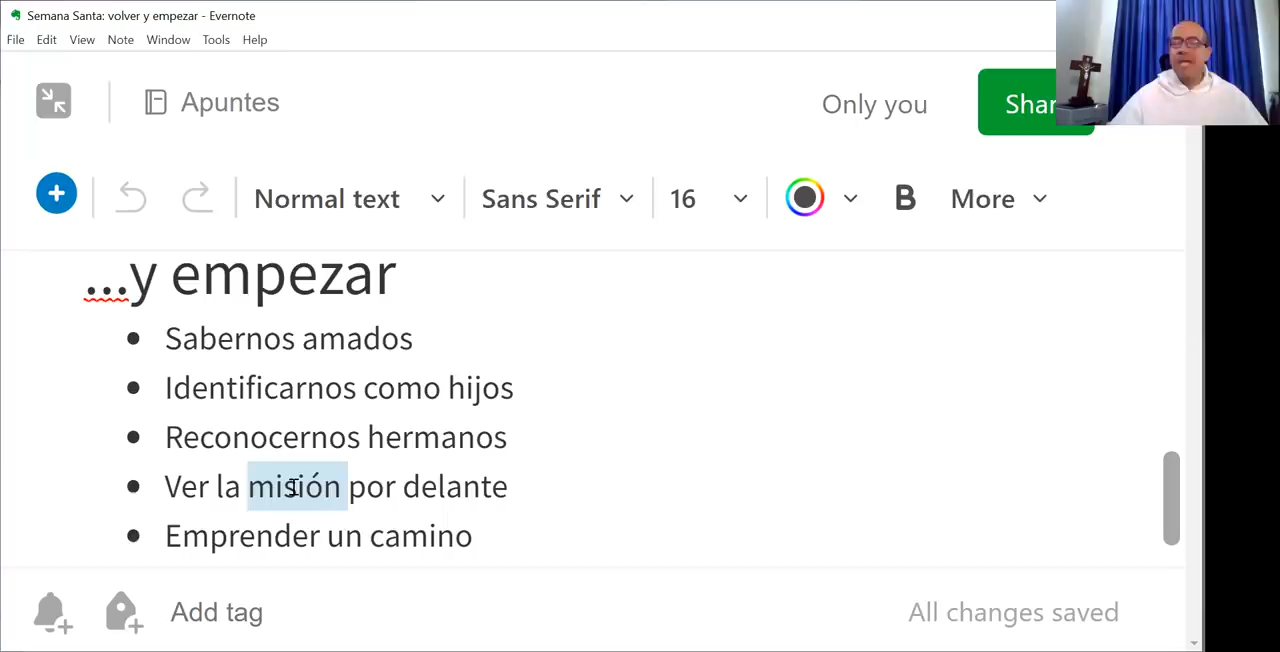 Semana Santa: volver y empezar - Evernote
File Edit View Note Window Tools Help
Apuntes
Only you
Shar
Normal text
Sans Serif
16
B
More
...y empezar
Sabernos amados
Identificarnos como hijos
Reconocernos hermanos
Ver la misión por delante
Emprender un camino
Add tag
All changes saved